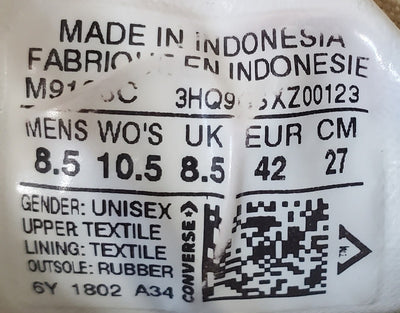 MADE IN INDONESIA
EN INDONESIE
MENS WO'S UK EUR CM
8.5 10.5 8.5 42 27
GENDER: UNISEX
UPPER TEXTILE
LINING: TEXTILE
OUTSOLE: RUBBER
6Y 1802 A34
CONVERSE